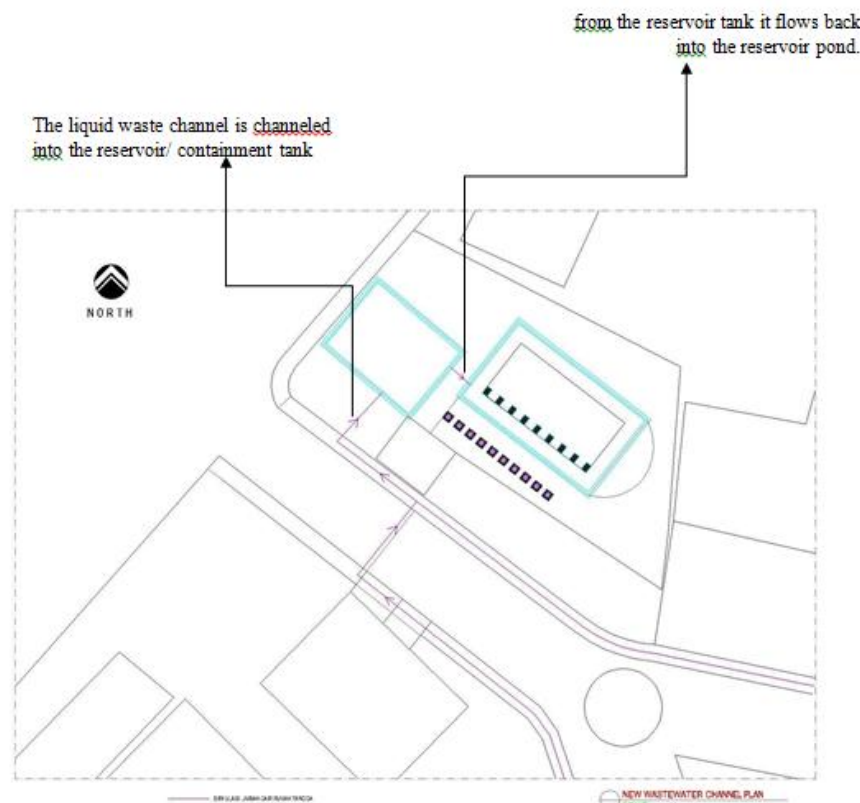 from the reservoir tank it flows back
into the reservoir pond.
The liquid waste channel is channeled
into the reservoir/ containment tank
NORTH
NEW WASTEWATER CHANNEL PLAN